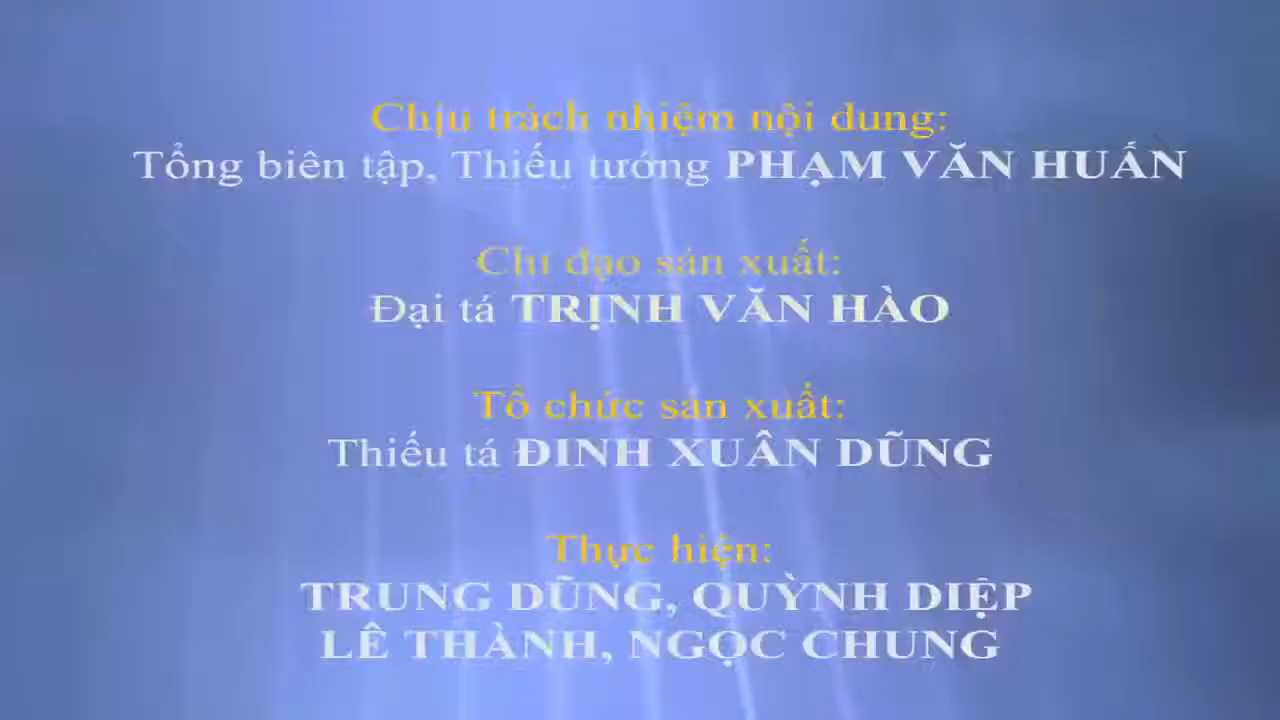 Chịu trách nhiệm nội dung:
Tổng biên tập, Thiếu tướng PHẠM VĂN HUẤN
Chỉ đạo sản xuất:
Đại tá TRỊNH VĂN HÀO
Tổ chức sản xuất:
Thiếu tá ĐINH XUÂN DŨNG
Thực hiện:
TRUNG DŨNG, QUỲNH DIỆP
LÊ THÀNH, NGỌC CHUNG